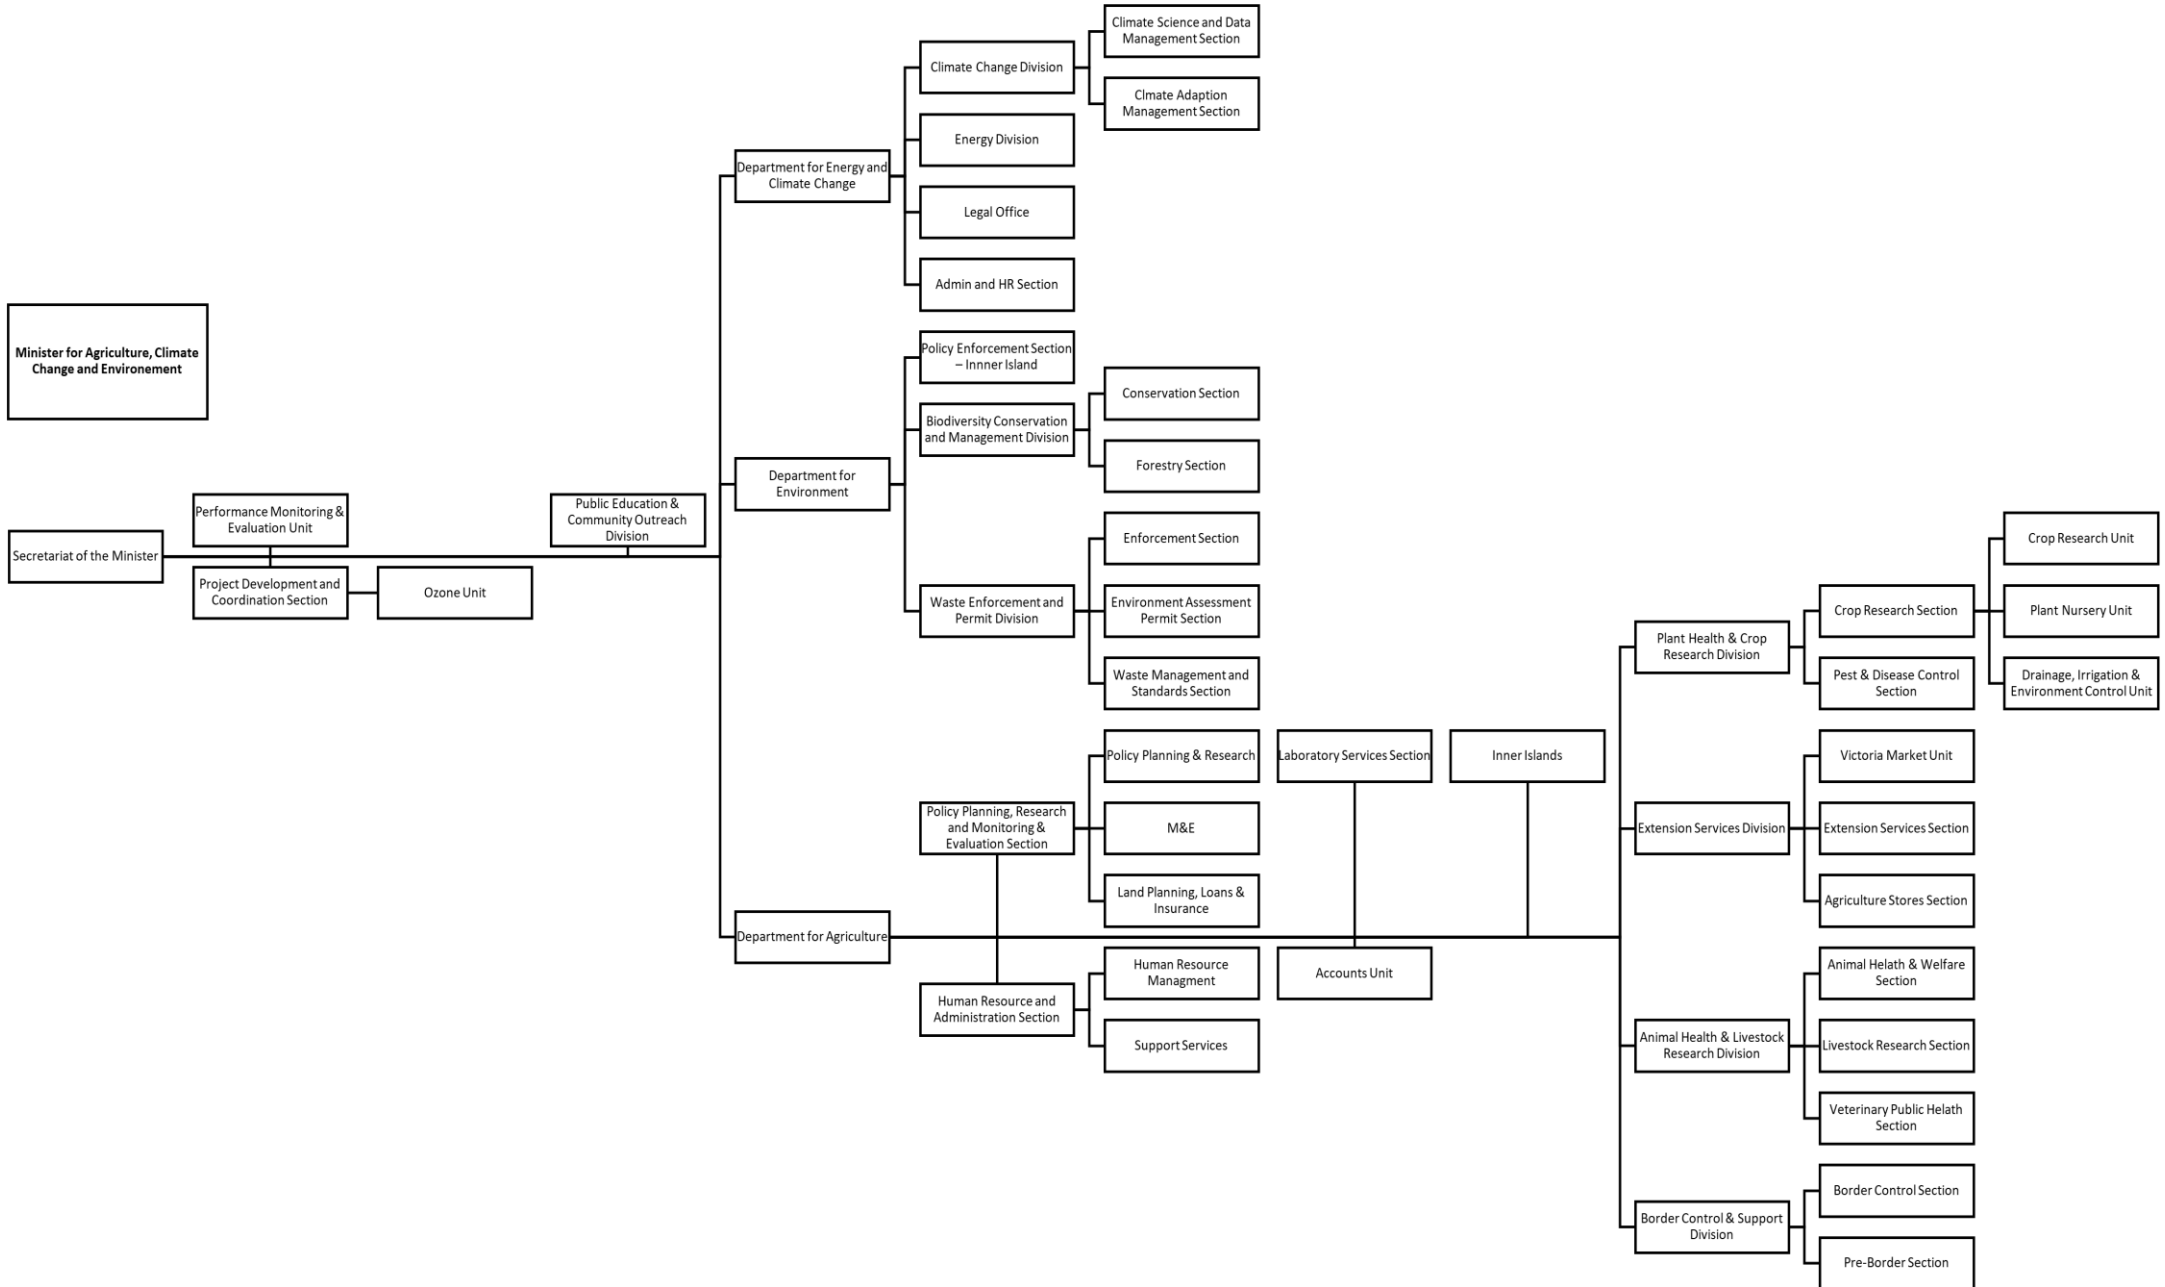 Climate Science and Data
Management Section
Climate Change Division
Clmate Adaption
Management Section
Energy Division
Department for Energy and
Climate Change
Legal Office
Admin and HR Section
Minister for Agriculture, Climate
Change and Environement
Policy Enforcement Section
– Innner Island
Conservation Section
Biodiversity Conservation
and Management Division
Forestry Section
Department for
Environment
Performance Monitoring &
Evaluation Unit
Public Education &
Community Outreach
Division
Secretariat of the Minister
Project Development and
Coordination Section
Ozone Unit
Enforcement Section
Waste Enforcement and
Permit Division
Environment Assessment
Permit Section
Waste Management and
Standards Section
Crop Research Unit
Crop Research Section
Plant Nursery Unit
Plant Health & Crop
Research Division
Pest & Disease Control
Section
Drainage, Irrigation &
Environment Control Unit
Policy Planning & Research
Laboratory Services Section
Inner Islands
Victoria Market Unit
Policy Planning, Research
and Monitoring &
Evaluation Section
M&E
Extension Services Division
Extension Services Section
Land Planning, Loans &
Insurance
Agriculture Stores Section
Department for Agriculture
Human Resource
Managment
Accounts Unit
Animal Helath & Welfare
Section
Human Resource and
Administration Section
Support Services
Animal Health & Livestock
Research Division
Livestock Research Section
Veterinary Public Helath
Section
Border Control Section
Border Control & Support
Division
Pre-Border Section